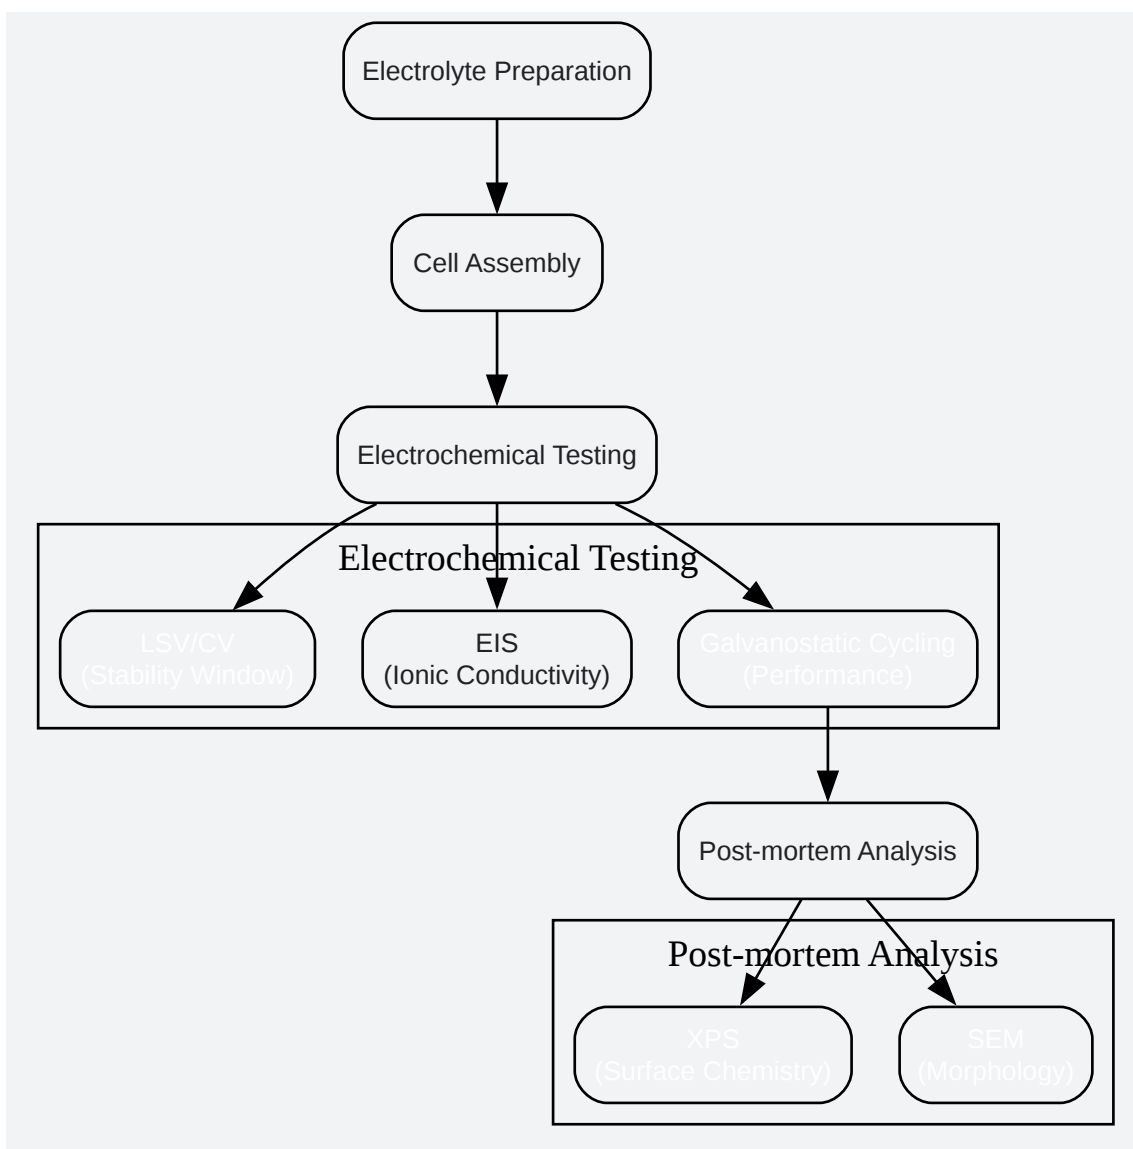 Electrolyte Preparation
Cell Assembly
Electrochemical Testing
Electrochemical Testing
LSV/CV
(Stability Window)
EIS
(Ionic Conductivity)
Galvanostatic Cycling
(Performance)
Post-mortem Analysis
Post-mortem Analysis
XPS
(Surface Chemistry)
SEM
(Morphology)